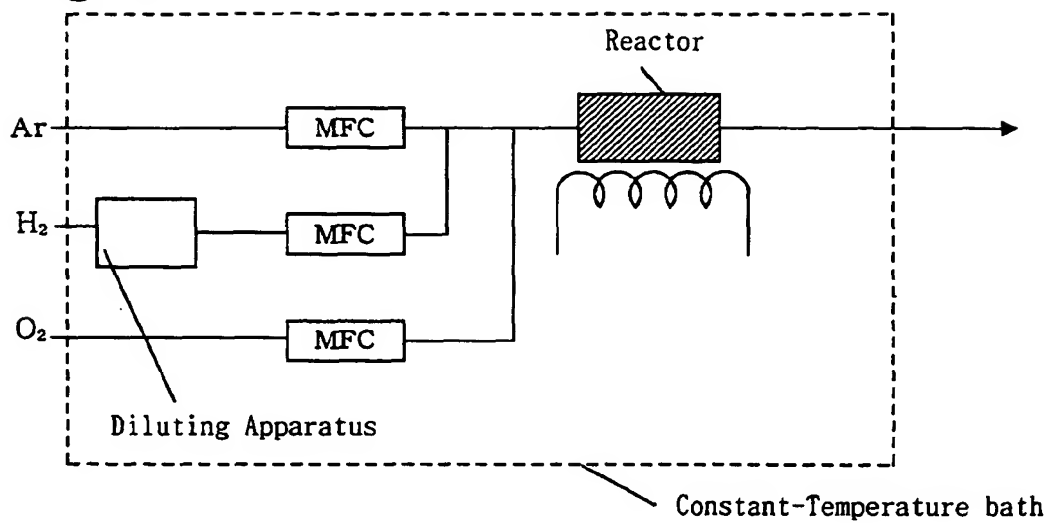 Reactor
Ar
MFC
H₂
MFC
O₂
MFC
Diluting Apparatus
Constant-Temperature bath